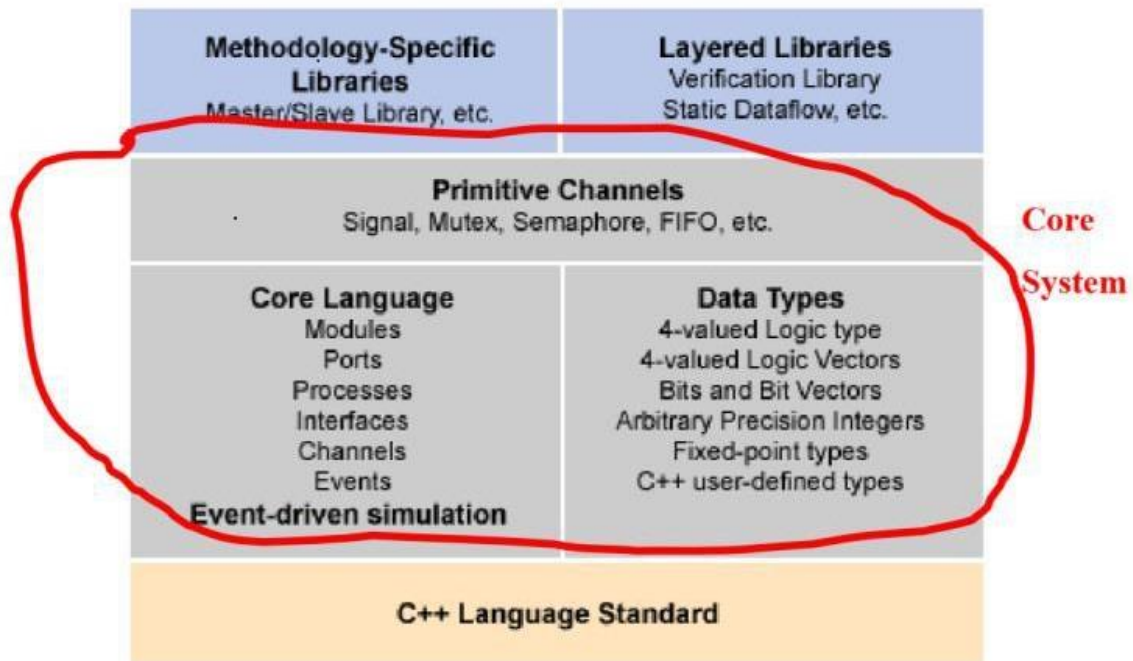 Methodology-Specific
Libraries
Master/Slave Library, etc.
Layered Libraries
Verification Library
Static Dataflow, etc.
Primitive Channels
Signal, Mutex, Semaphore, FIFO, etc.
Core
System
Core Language
Modules
Ports
Processes
Interfaces
Channels
Events
Event-driven simulation
Data Types
4-valued Logic type
4-valued Logic Vectors
Bits and Bit Vectors
Arbitrary Precision Integers
Fixed-point types
C++ user-defined types
C++ Language Standard